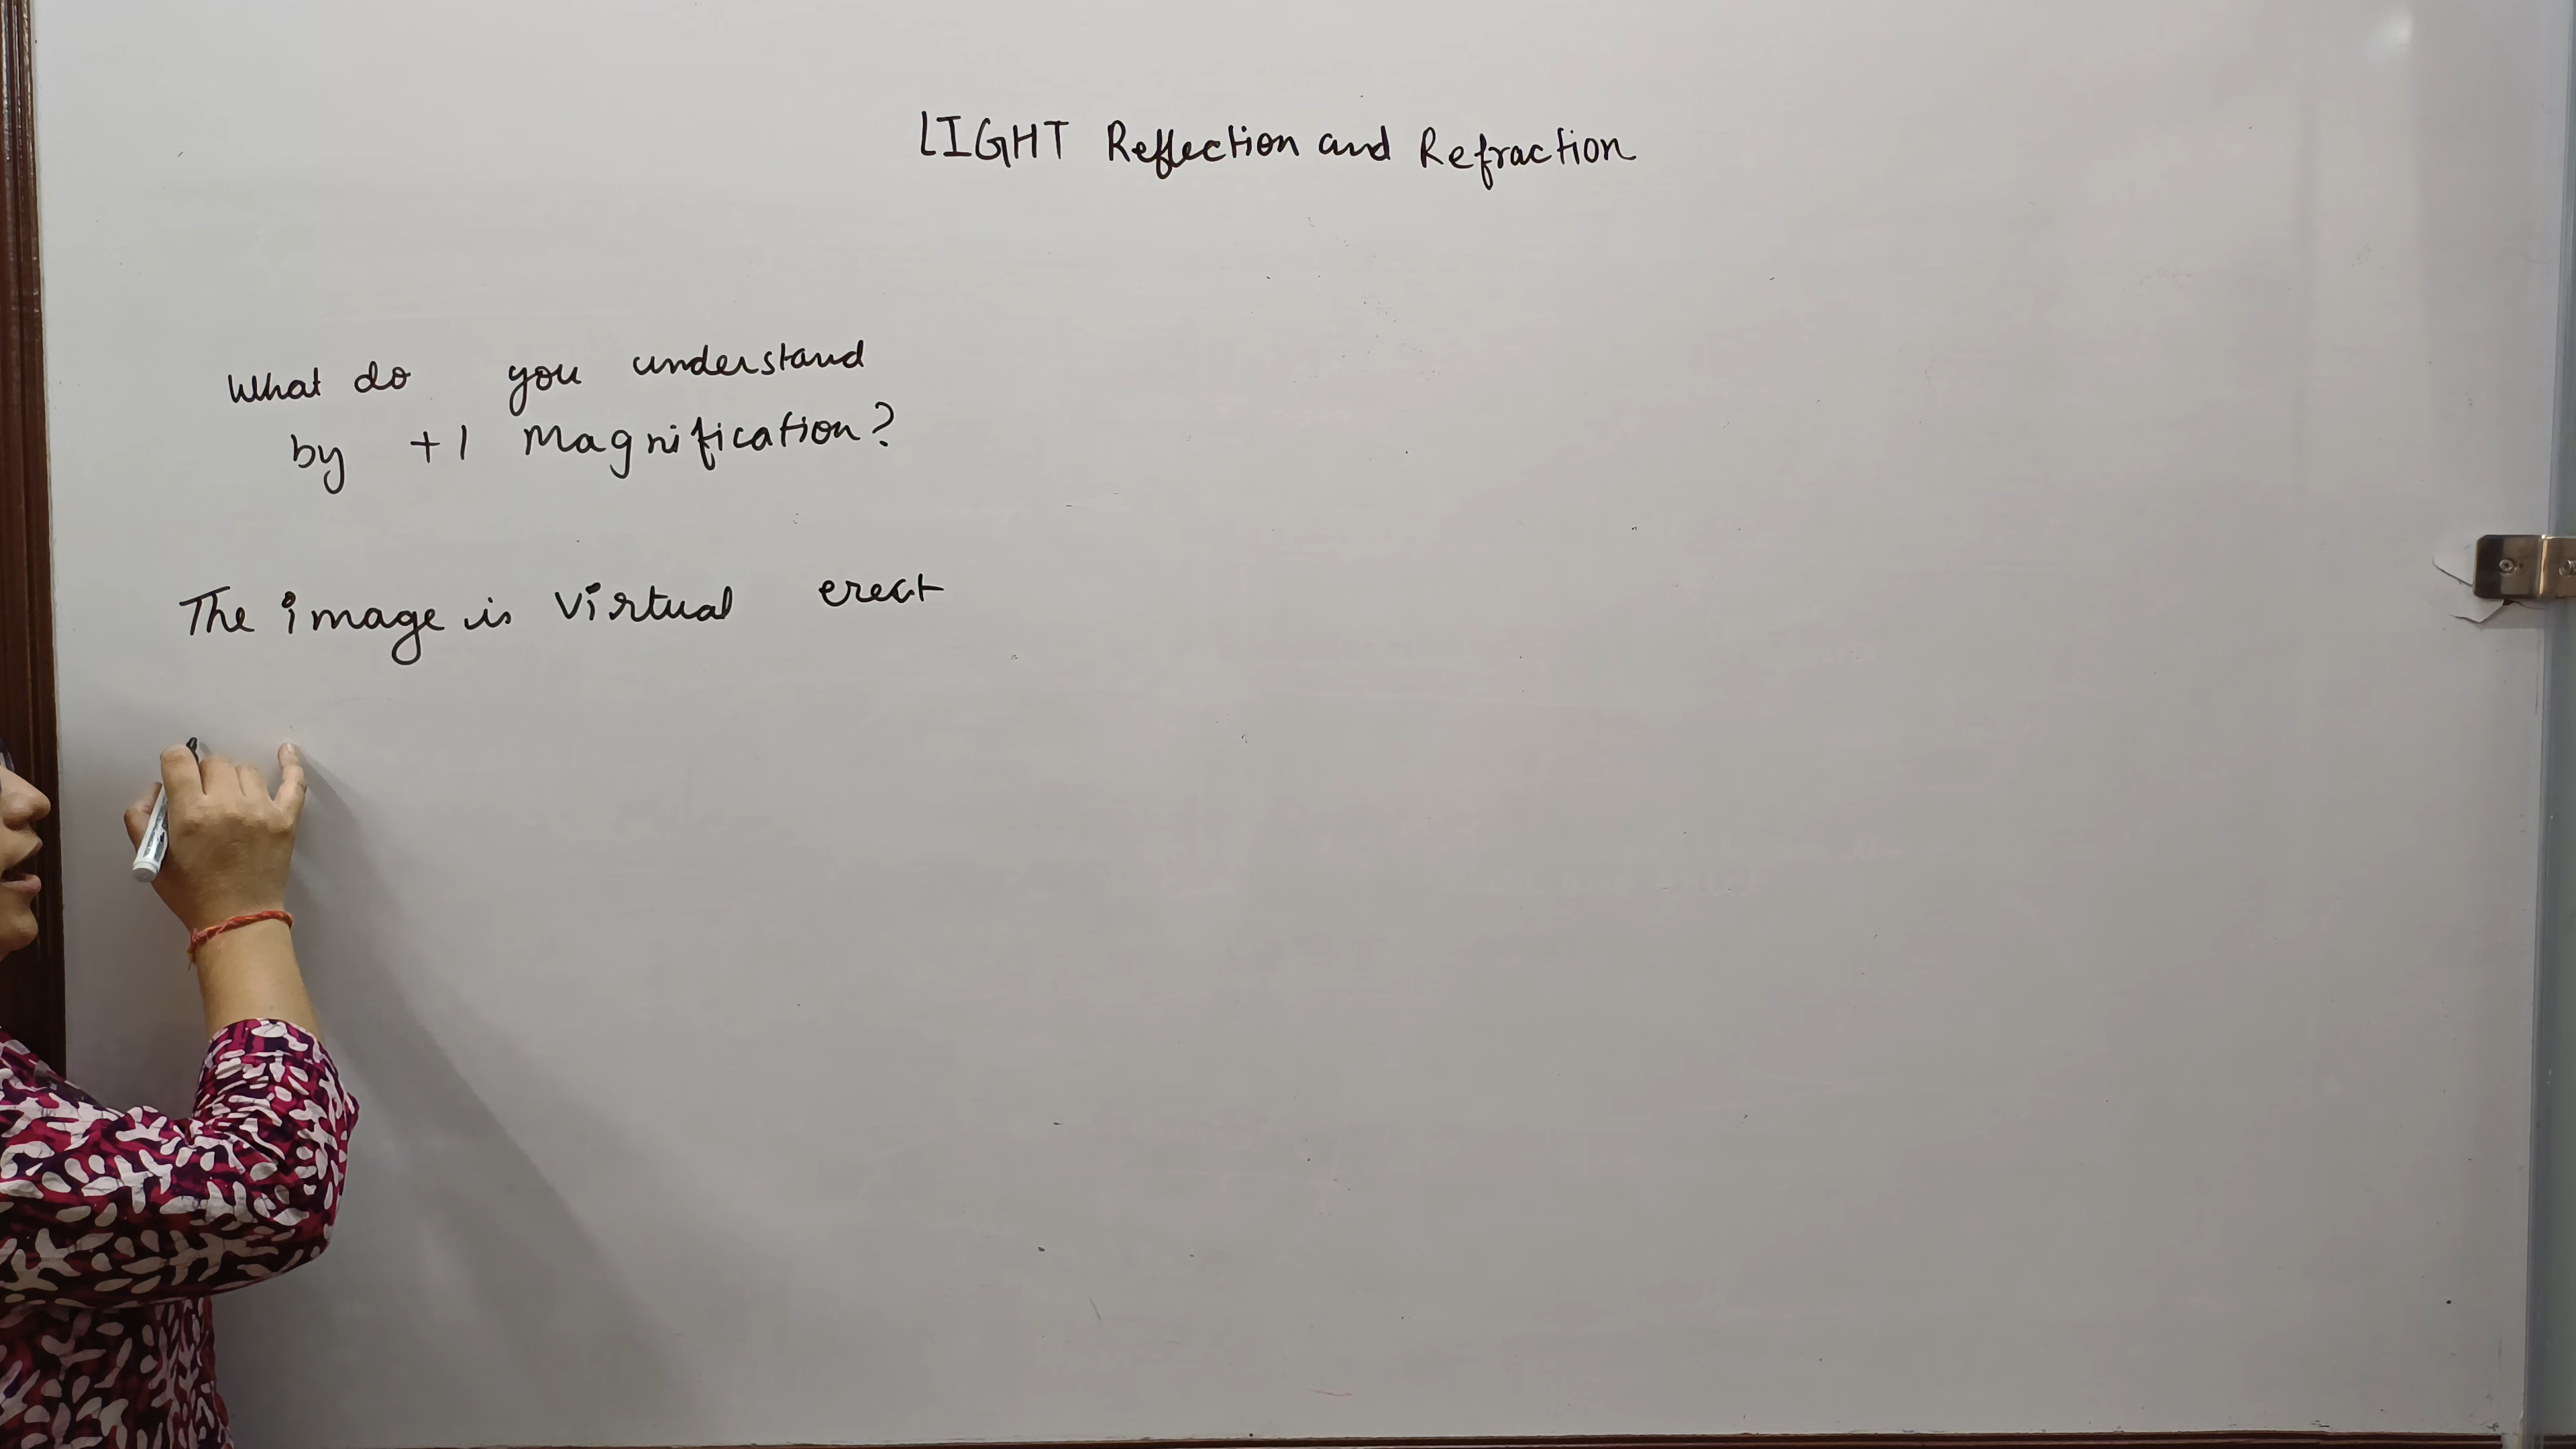 LIGHT Reflection and Refraction
What do you understand
by +1 Magnification?
The image is virtual erect